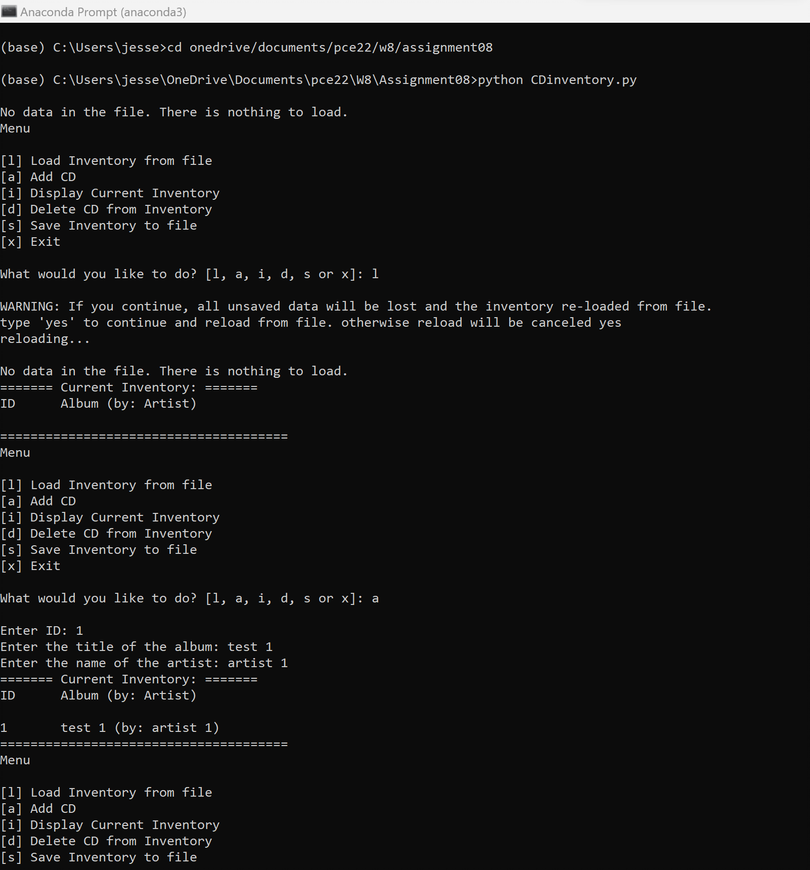 Anaconda Prompt (anaconda3)
(base) C:\Users\jesse>cd onedrive/documents/pce22/w8/assignment08
(base) C:\Users\jesse\OneDrive\Documents\pce22\W8\Assignment08>python CDinventory.py
No data in the file. There is nothing to load.
Menu
[l] Load Inventory from file
[a] Add CD
[i] Display Current Inventory
[d] Delete CD from Inventory
[s] Save Inventory to file
[x] Exit
What would you like to do? [l, a, i, d, s or x]: l
WARNING: If you continue, all unsaved data will be lost and the inventory re-loaded from file.
type 'yes' to continue and reload from file. otherwise reload will be canceled yes
reloading...
No data in the file. There is nothing to load.
======= Current Inventory: =======
ID      Album (by: Artist)
======================================
Menu
[l] Load Inventory from file
[a] Add CD
[i] Display Current Inventory
[d] Delete CD from Inventory
[s] Save Inventory to file
[x] Exit
What would you like to do? [l, a, i, d, s or x]: a
Enter ID: 1
Enter the title of the album: test 1
Enter the name of the artist: artist 1
======= Current Inventory: =======
ID      Album (by: Artist)
1       test 1 (by: artist 1)
======================================
Menu
[l] Load Inventory from file
[a] Add CD
[i] Display Current Inventory
[d] Delete CD from Inventory
[s] Save Inventory to file